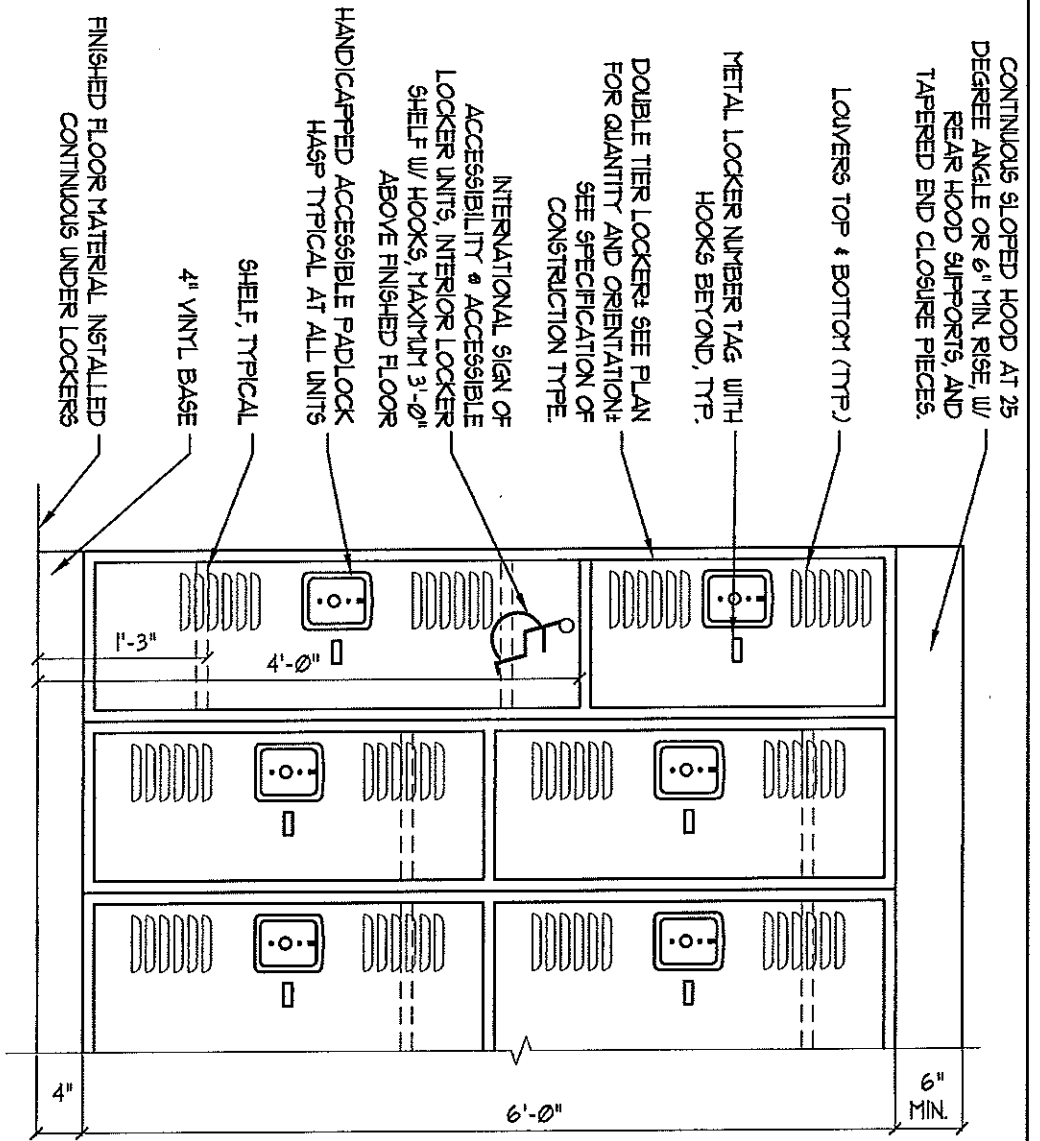 CONTINUOUS SLOPED HOOD AT 25
DEGREE ANGLE OR 6" MIN. RISE, W/
REAR HOOD SUPPORTS, AND
TAPERED END CLOSURE PIECES.
LOUVERS TOP & BOTTOM (TYP.)
METAL LOCKER NUMBER TAG WITH
HOOKS BEYOND, TYP.
DOUBLE TIER LOCKER± SEE PLAN
FOR QUANTITY AND ORIENTATION±
SEE SPECIFICATION OF
CONSTRUCTION TYPE.
INTERNATIONAL SIGN OF
ACCESSIBILITY @ ACCESSIBLE
LOCKER UNITS, INTERIOR LOCKER
SHELF W/ HOOKS, MAXIMUM 3'-0"
ABOVE FINISHED FLOOR
HANDICAPPED ACCESSIBLE PADLOCK
HASP TYPICAL AT ALL UNITS
SHELF, TYPICAL
4" VINYL BASE
FINISHED FLOOR MATERIAL INSTALLED
CONTINUOUS UNDER LOCKERS
1'-3"
4'-0"
4"
6'-0"
6"
MIN.